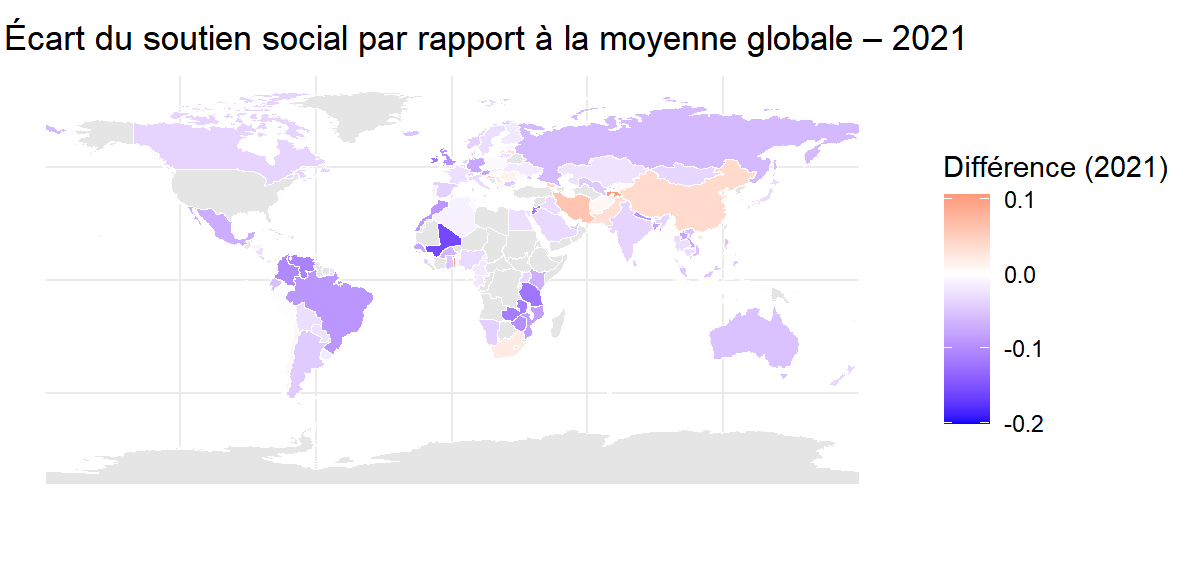 Écart du soutien social par rapport à la moyenne globale – 2021
Différence (2021)
0.1
0.0
-0.1
-0.2